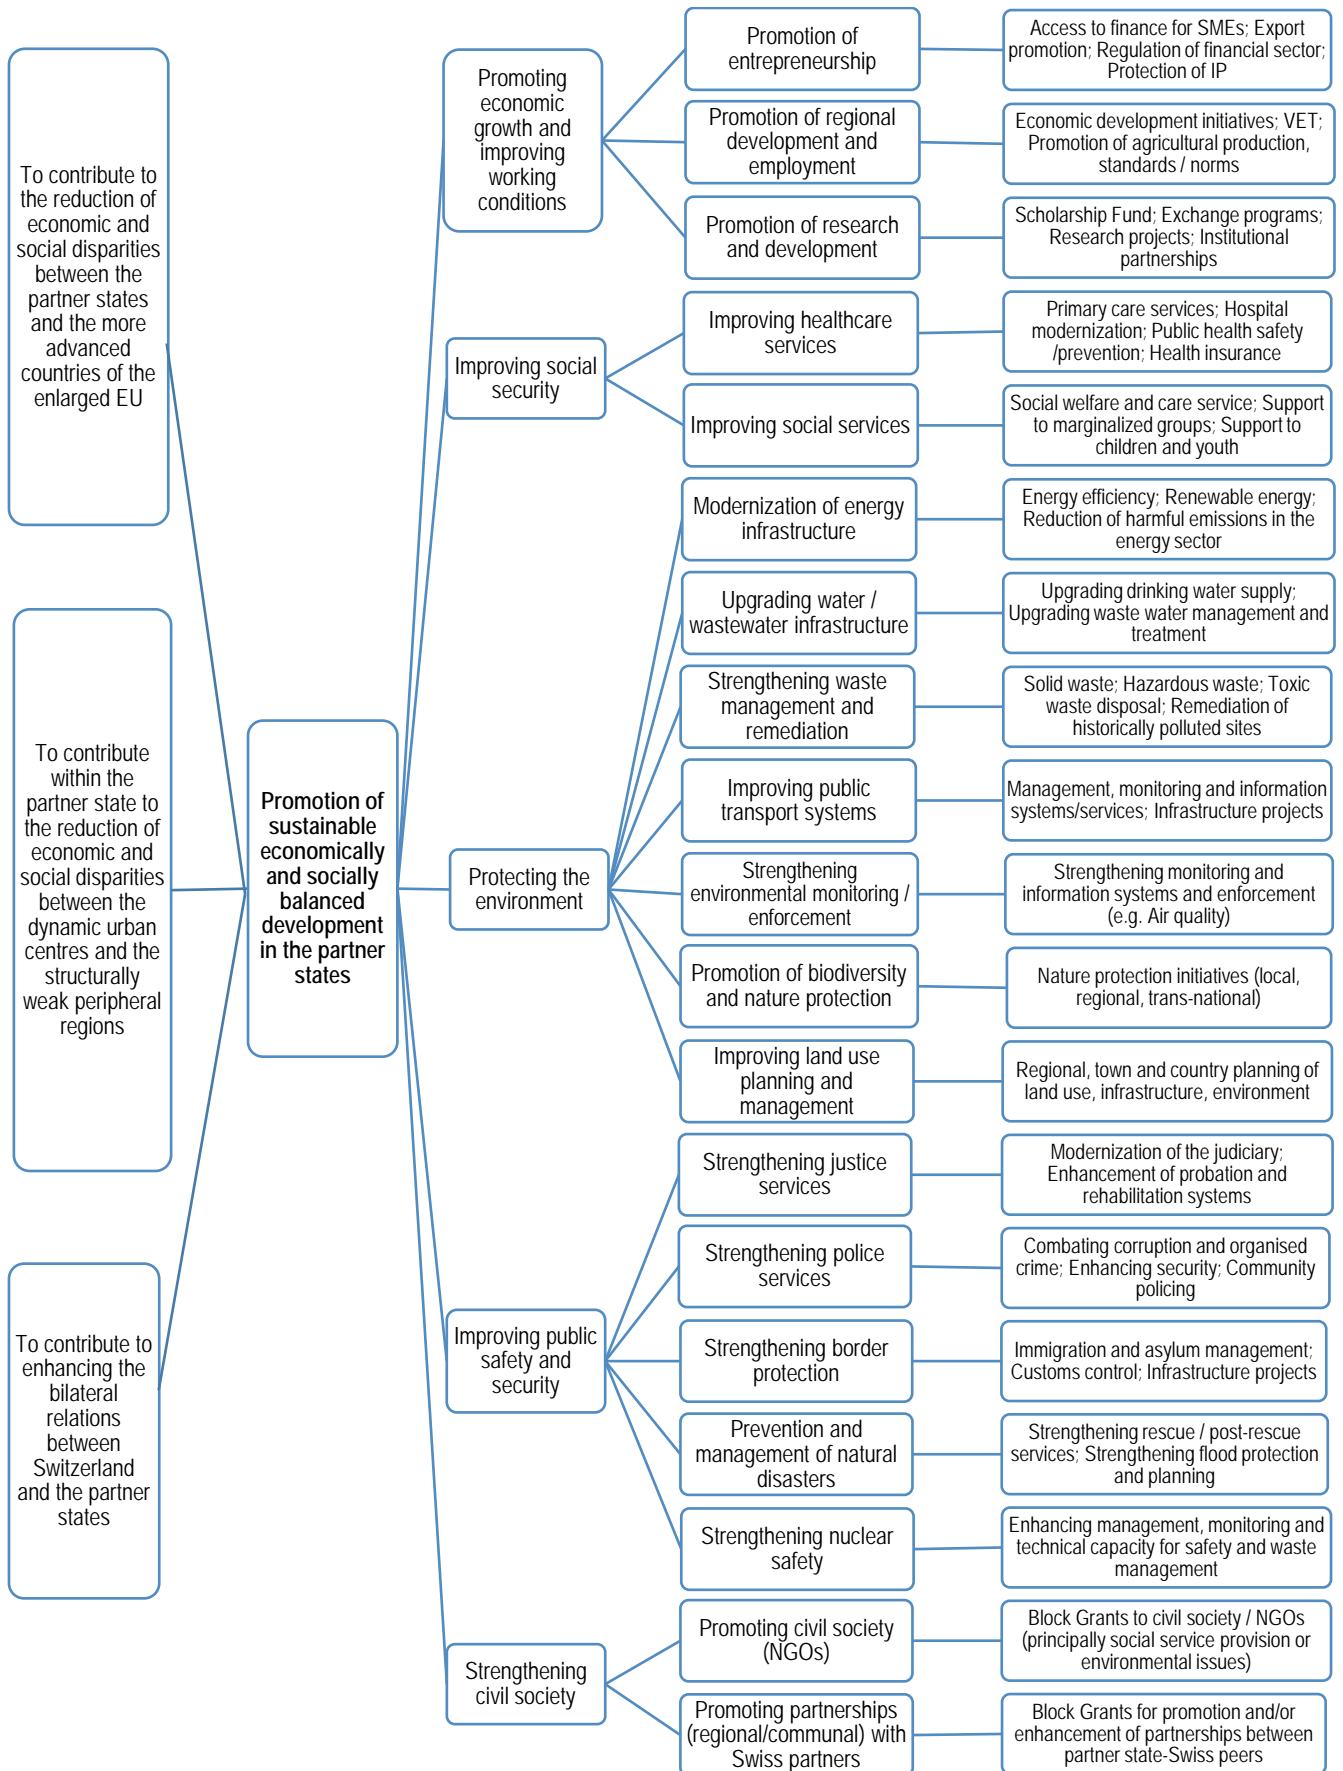 To contribute to
the reduction of
economic and
social disparities
between the
partner states
and the more
advanced
countries of the
enlarged EU
To contribute
within the
partner state to
the reduction of
economic and
social disparities
between the
dynamic urban
centres and the
structurally
weak peripheral
regions
To contribute to
enhancing the
bilateral
relations
between
Switzerland
and the partner
states
Promotion of
sustainable
economically
and socially
balanced
development
in the partner
states
Promoting
economic
growth and
improving
working
conditions
Promotion of
entrepreneurship
Access to finance for SMEs; Export
promotion; Regulation of financial sector;
Protection of IP
Promotion of regional
development and
employment
Economic development initiatives; VET;
Promotion of agricultural production,
standards / norms
Promotion of research
and development
Scholarship Fund; Exchange programs;
Research projects; Institutional
partnerships
Improving social
security
Improving healthcare
services
Primary care services; Hospital
modernization; Public health safety
/prevention; Health insurance
Improving social services
Social welfare and care service; Support
to marginalized groups; Support to
children and youth
Protecting the
environment
Modernization of energy
infrastructure
Energy efficiency; Renewable energy;
Reduction of harmful emissions in the
energy sector
Upgrading water /
wastewater infrastructure
Upgrading drinking water supply;
Upgrading waste water management and
treatment
Strengthening waste
management and
remediation
Solid waste; Hazardous waste; Toxic
waste disposal; Remediation of
historically polluted sites
Improving public
transport systems
Management, monitoring and information
systems/services; Infrastructure projects
Strengthening
environmental monitoring /
enforcement
Strengthening monitoring and
information systems and enforcement
(e.g. Air quality)
Promotion of biodiversity
and nature protection
Nature protection initiatives (local,
regional, trans-national)
Improving land use
planning and
management
Regional, town and country planning of
land use, infrastructure, environment
Improving public
safety and
security
Strengthening justice
services
Modernization of the judiciary;
Enhancement of probation and
rehabilitation systems
Strengthening police
services
Combating corruption and organised
crime; Enhancing security; Community
policing
Strengthening border
protection
Immigration and asylum management;
Customs control; Infrastructure projects
Prevention and
management of natural
disasters
Strengthening rescue / post-rescue
services; Strengthening flood protection
and planning
Strengthening nuclear
safety
Enhancing management, monitoring and
technical capacity for safety and waste
management
Strengthening
civil society
Promoting civil society
(NGOs)
Block Grants to civil society / NGOs
(principally social service provision or
environmental issues)
Promoting partnerships
(regional/communal) with
Swiss partners
Block Grants for promotion and/or
enhancement of partnerships between
partner state-Swiss peers